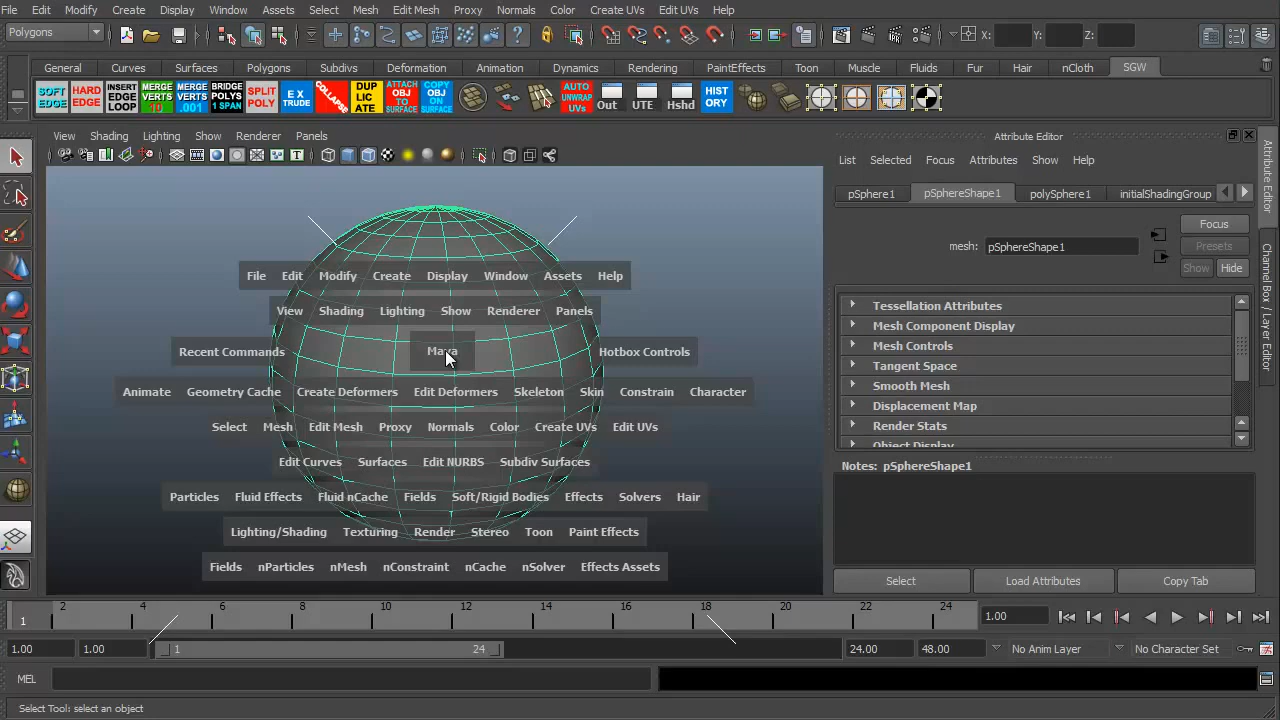 File Edit Modify Create Display Window Assets Select Mesh Edit Mesh Proxy Normals Color Create UVs Edit UVs Help
Polygons X: Y: Z:
General Curves Surfaces Polygons Subdivs Deformation Animation Dynamics Rendering PaintEffects Toon Muscle Fluids Fur Hair nCloth SGW
SOFT EDGE HARD EDGE INSERT EDGE LOOP MERGE VERTS 10 MERGE VERTS .001 BRIDGE POLYS 1 SPAN SPLIT POLY EX TRUDE COLLAPSE DUP LIC ATE ATTACH OBJ TO SURFACE COPY OBJ ON SURFACE AUTO UNWRAP UVs Out UTE Hshd HIST ORY
View Shading Lighting Show Renderer Panels
Attribute Editor
List Selected Focus Attributes Show Help
pSphere1 pSphereShape1 polySphere1 initialShadingGroup
Focus
mesh: pSphereShape1 Presets
Show Hide
File Edit Modify Create Display Window Assets Help
View Shading Lighting Show Renderer Panels
Recent Commands Maya Hotbox Controls
Animate Geometry Cache Create Deformers Edit Deformers Skeleton Skin Constrain Character
Select Mesh Edit Mesh Proxy Normals Color Create UVs Edit UVs
Edit Curves Surfaces Edit NURBS Subdiv Surfaces
Particles Fluid Effects Fluid nCache Fields Soft/Rigid Bodies Effects Solvers Hair
Lighting/Shading Texturing Render Stereo Toon Paint Effects
Fields nParticles nMesh nConstraint nCache nSolver Effects Assets
Tessellation Attributes
Mesh Component Display
Mesh Controls
Tangent Space
Smooth Mesh
Displacement Map
Render Stats
Object Display
Notes: pSphereShape1
Select Load Attributes Copy Tab
Attribute Editor
Channel Box / Layer Editor
1 2 4 6 8 10 12 14 16 18 20 22 24 1.00
1.00 1.00 1 24 24.00 48.00 No Anim Layer No Character Set
MEL
Select Tool: select an object